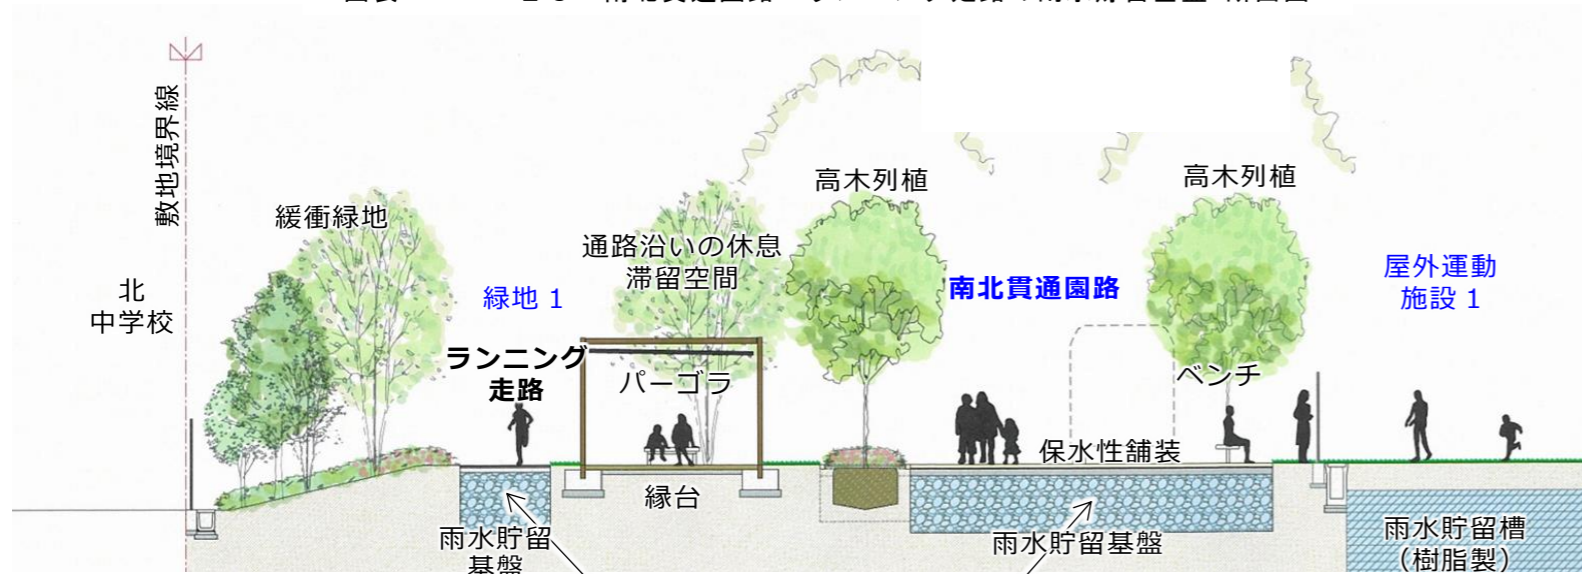 敷地境界線
北
中学校
緩衝緑地
緑地 1
ランニング
走路
通路沿いの休息
滞留空間
パーゴラ
縁台
高木列植
南北貫通園路
高木列植
ベンチ
保水性舗装
屋外運動
施設 1
雨水貯留
基盤
雨水貯留基盤
雨水貯留槽
（樹脂製）